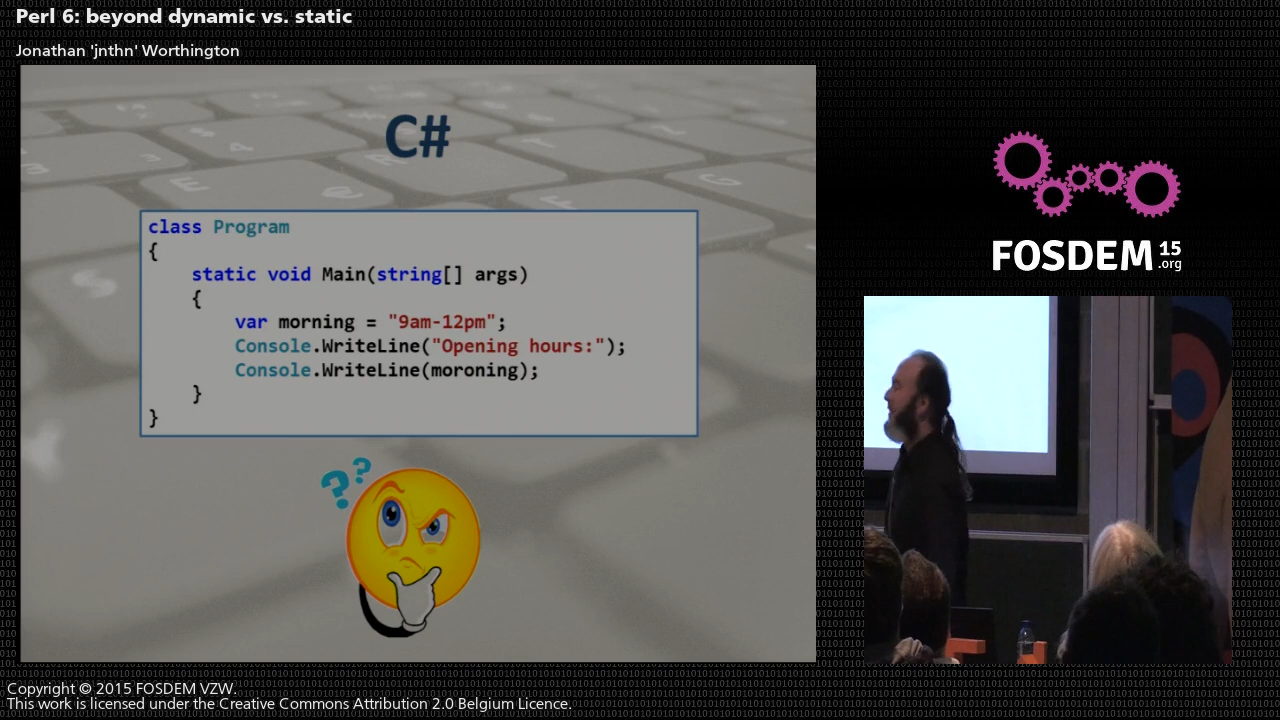 Perl 6: beyond dynamic vs. static
Jonathan 'jnthn' Worthington
C#
class Program
{
static void Main(string[] args)
{
var morning = "9am-12pm";
Console.WriteLine("Opening hours:");
Console.WriteLine(moroning);
}
}
??
FOSDEM 15
.org
Copyright © 2015 FOSDEM VZW.
This work is licensed under the Creative Commons Attribution 2.0 Belgium Licence.